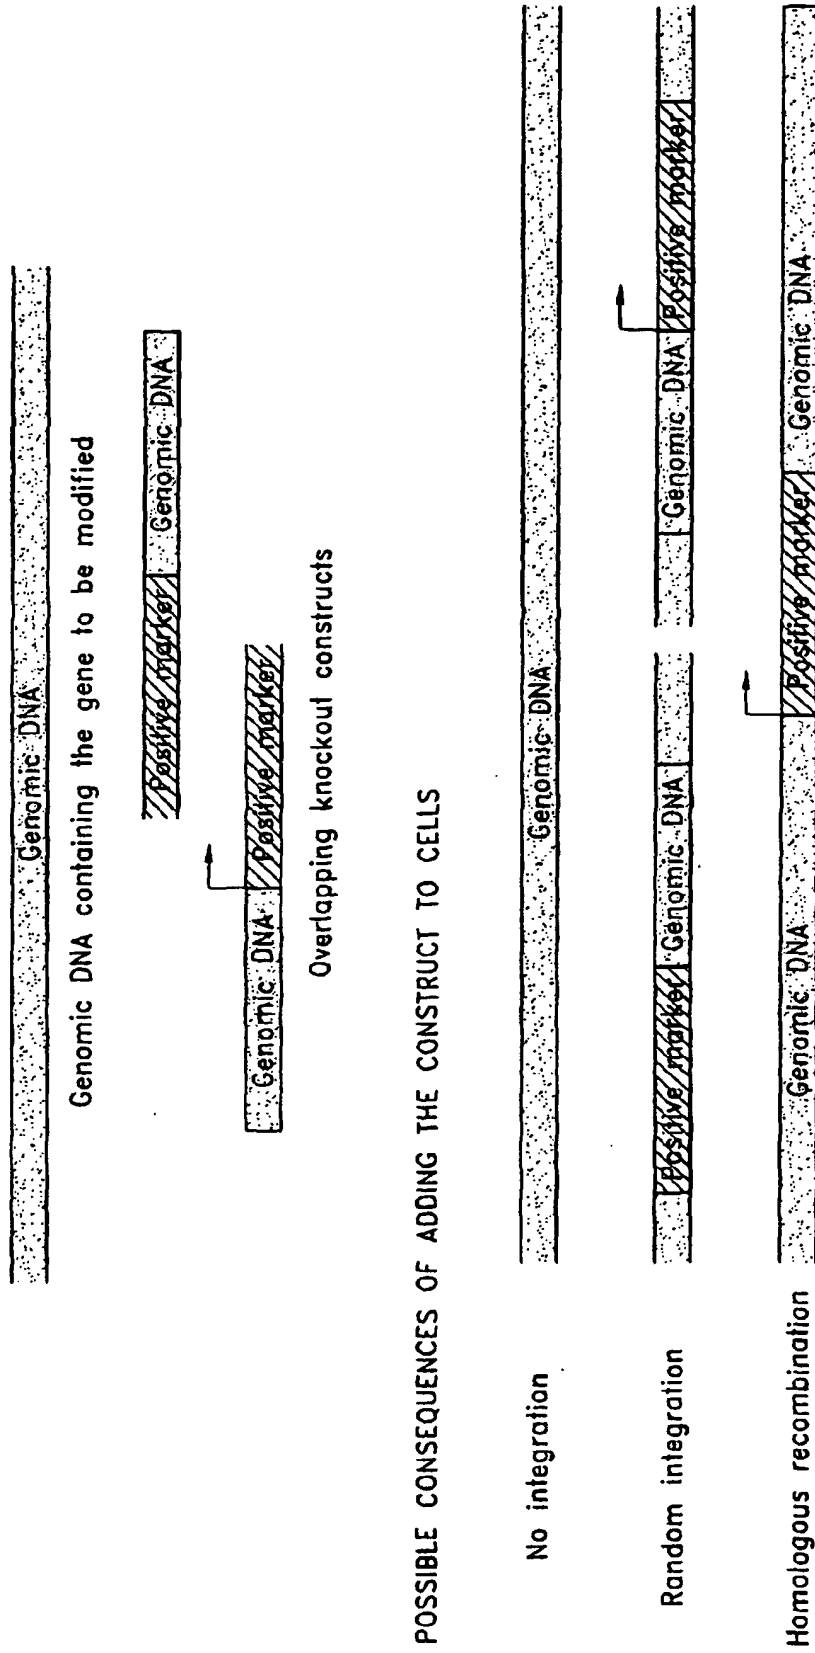 Genomic DNA
Genomic DNA containing the gene to be modified
Positive marker Genomic DNA
Genomic DNA Positive marker
Overlapping knockout constructs
POSSIBLE CONSEQUENCES OF ADDING THE CONSTRUCT TO CELLS
No integration Genomic DNA
Random integration Positive marker Genomic DNA Genomic DNA Positive marker
Homologous recombination Genomic DNA Positive marker Genomic DNA